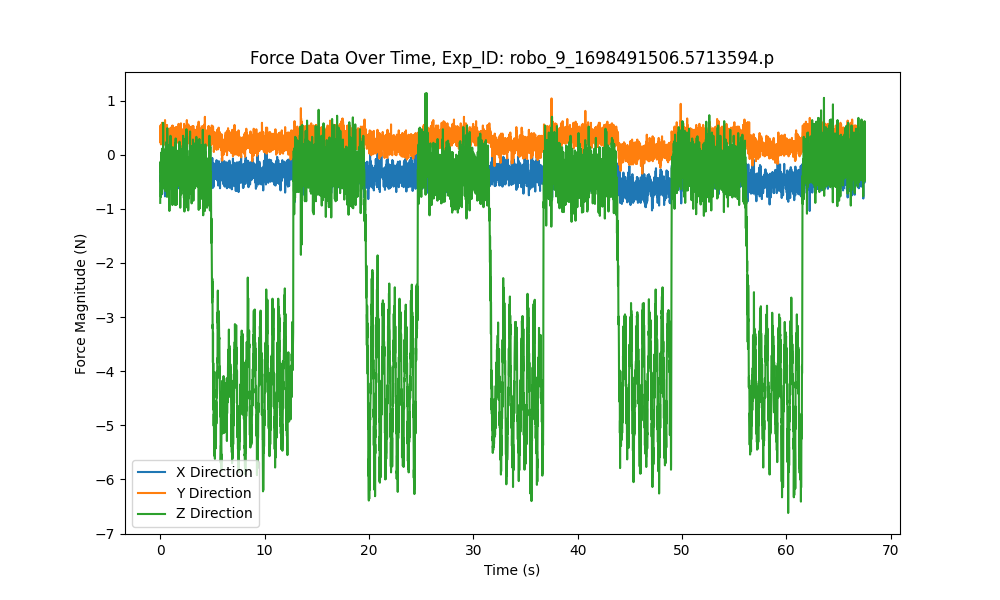 Force Data Over Time, Exp_ID: robo_9_1698491506.5713594.p
1
0
−1
−2
−3
−4
−5
−6
−7
Force Magnitude (N)
X Direction
Y Direction
Z Direction
0 10 20 30 40 50 60 70
Time (s)